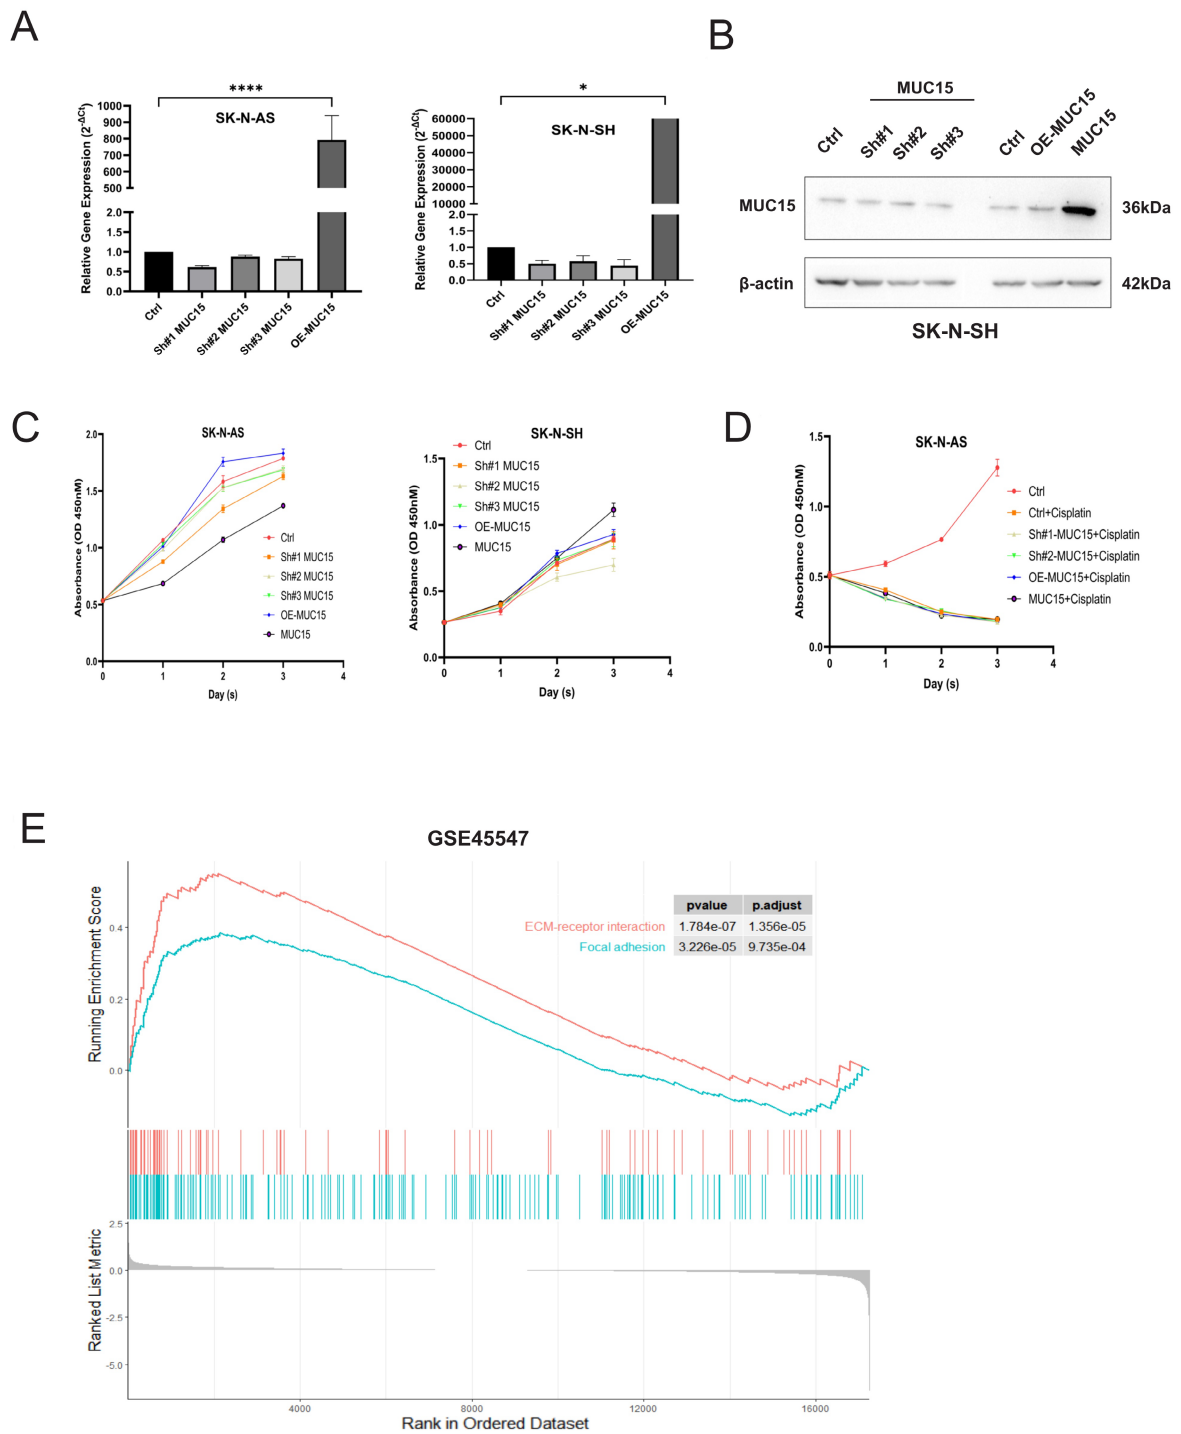 A
****
SK-N-AS
Relative Gene Expression (2-ΔCt)
1000
900
800
700
600
500
2.0
1.5
1.0
0.5
0.0
Ctrl
Sh#1 MUC15
Sh#2 MUC15
Sh#3 MUC15
OE-MUC15
*
SK-N-SH
Relative Gene Expression (2-ΔCt)
60000
50000
40000
30000
20000
10000
2.0
1.5
1.0
0.5
0.0
Ctrl
Sh#1 MUC15
Sh#2 MUC15
Sh#3 MUC15
OE-MUC15
B
MUC15
Ctrl
Sh#1
Sh#2
Sh#3
Ctrl
OE-MUC15
MUC15
MUC15
36kDa
β-actin
42kDa
SK-N-SH
C
SK-N-AS
Absorbance (OD 450nM)
2.0
1.5
1.0
0.5
0.0
0 1 2 3 4
Day (s)
Ctrl
Sh#1 MUC15
Sh#2 MUC15
Sh#3 MUC15
OE-MUC15
MUC15
SK-N-SH
Absorbance (OD 450nM)
1.5
1.0
0.5
0.0
0 1 2 3 4
Day (s)
Ctrl
Sh#1 MUC15
Sh#2 MUC15
Sh#3 MUC15
OE-MUC15
MUC15
D
SK-N-AS
Absorbance (OD 450nM)
1.5
1.0
0.5
0.0
0 1 2 3 4
Day (s)
Ctrl
Ctrl+Cisplatin
Sh#1-MUC15+Cisplatin
Sh#2-MUC15+Cisplatin
OE-MUC15+Cisplatin
MUC15+Cisplatin
E
GSE45547
Running Enrichment Score
0.4
0.2
0.0
pvalue p.adjust
ECM-receptor interaction 1.784e-07 1.356e-05
Focal adhesion 3.226e-05 9.735e-04
Ranked List Metric
2.5
0.0
-2.5
-5.0
4000 8000 12000 16000
Rank in Ordered Dataset